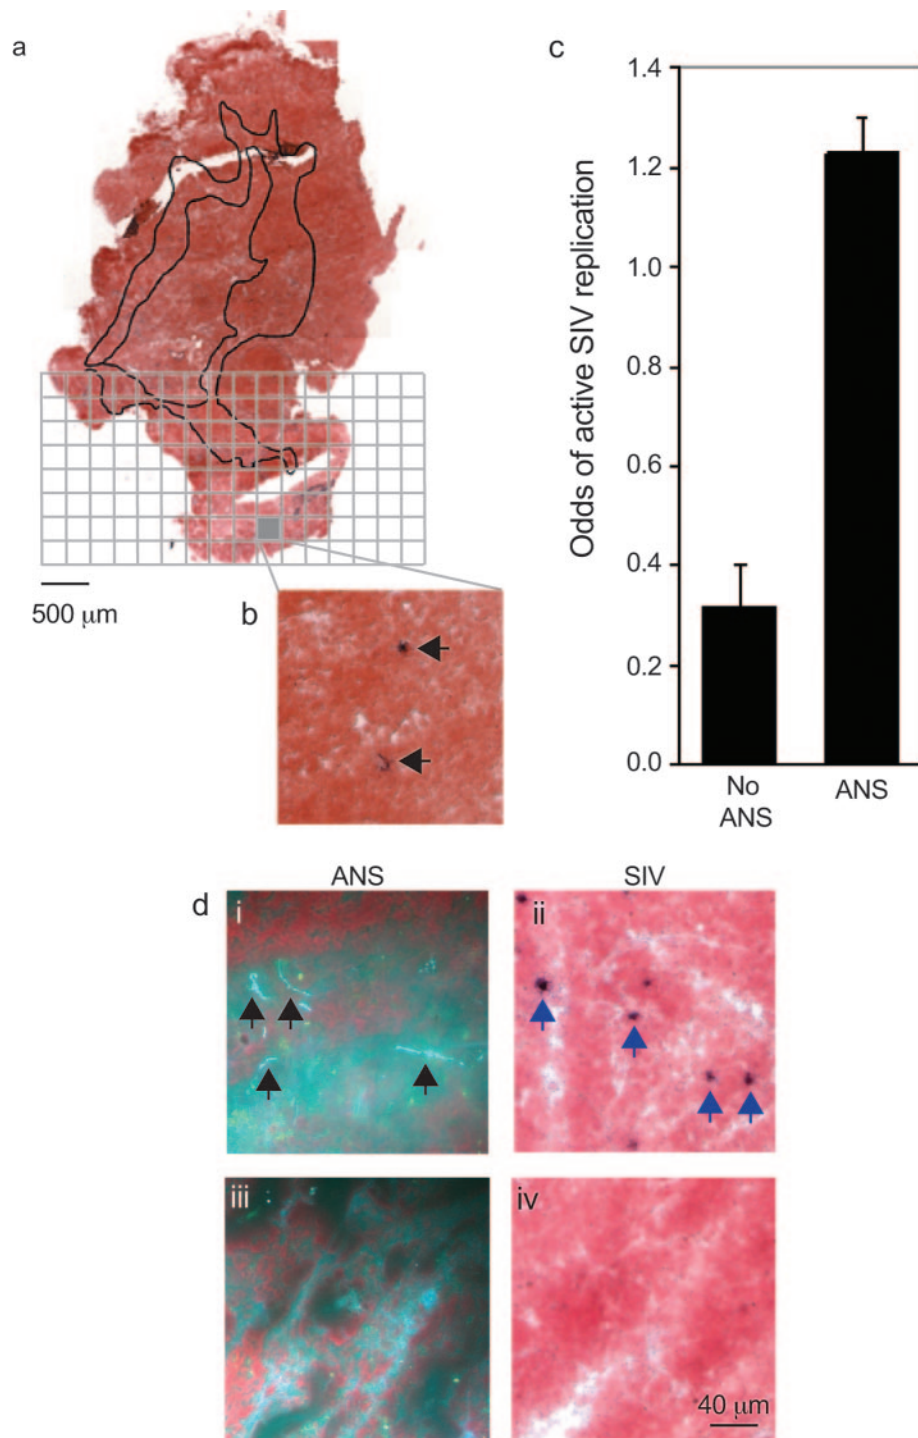 a
500 μm
b
c
Odds of active SIV replication
1.4
1.2
1.0
0.8
0.6
0.4
0.2
0.0
No
ANS
ANS
d
ANS
SIV
i
ii
iii
iv
40 μm